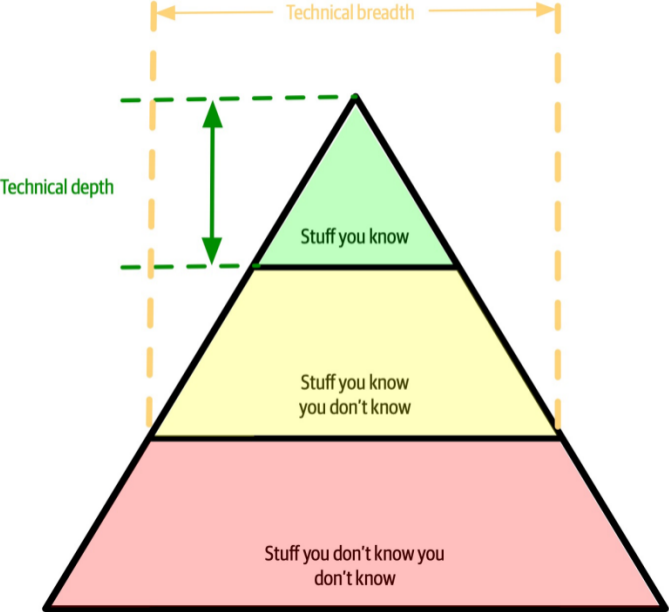 Technical breadth
Technical depth
Stuff you know
Stuff you know
you don’t know
Stuff you don’t know you
don’t know